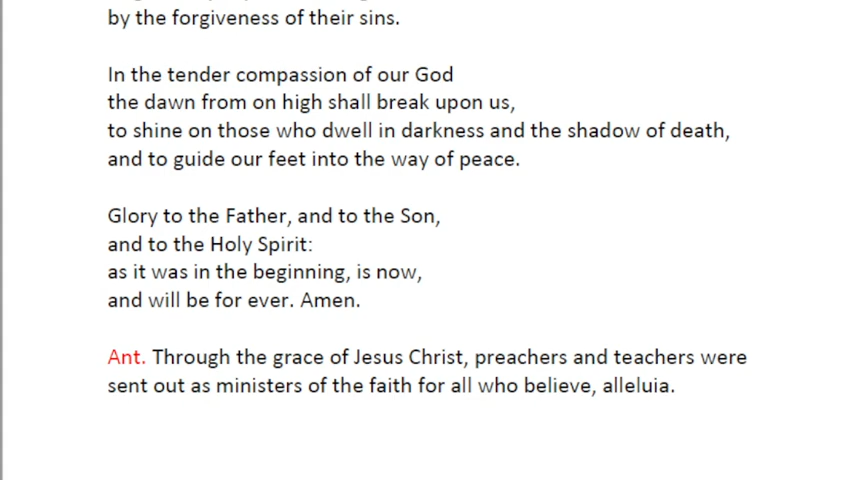 by the forgiveness of their sins.
In the tender compassion of our God
the dawn from on high shall break upon us,
to shine on those who dwell in darkness and the shadow of death,
and to guide our feet into the way of peace.
Glory to the Father, and to the Son,
and to the Holy Spirit:
as it was in the beginning, is now,
and will be for ever. Amen.
Ant. Through the grace of Jesus Christ, preachers and teachers were
sent out as ministers of the faith for all who believe, alleluia.